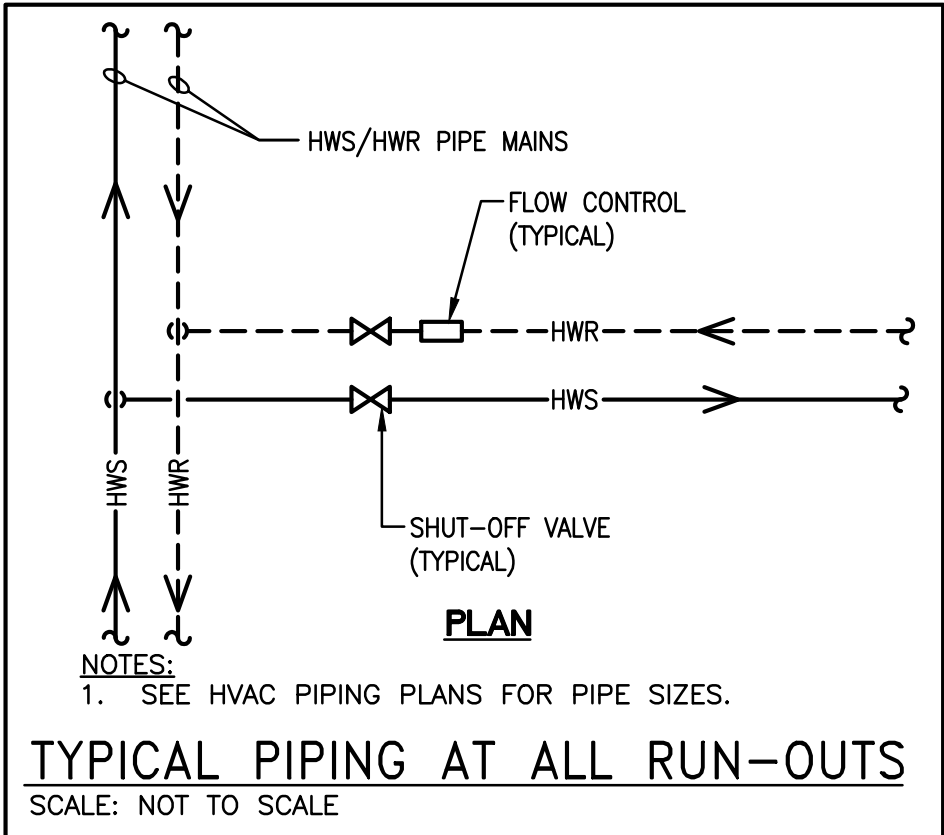 HWS/HWR PIPE MAINS
FLOW CONTROL
(TYPICAL)
HWR
HWS
HWS
HWR
SHUT-OFF VALVE
(TYPICAL)
PLAN
NOTES:
1. SEE HVAC PIPING PLANS FOR PIPE SIZES.
TYPICAL PIPING AT ALL RUN-OUTS
SCALE: NOT TO SCALE